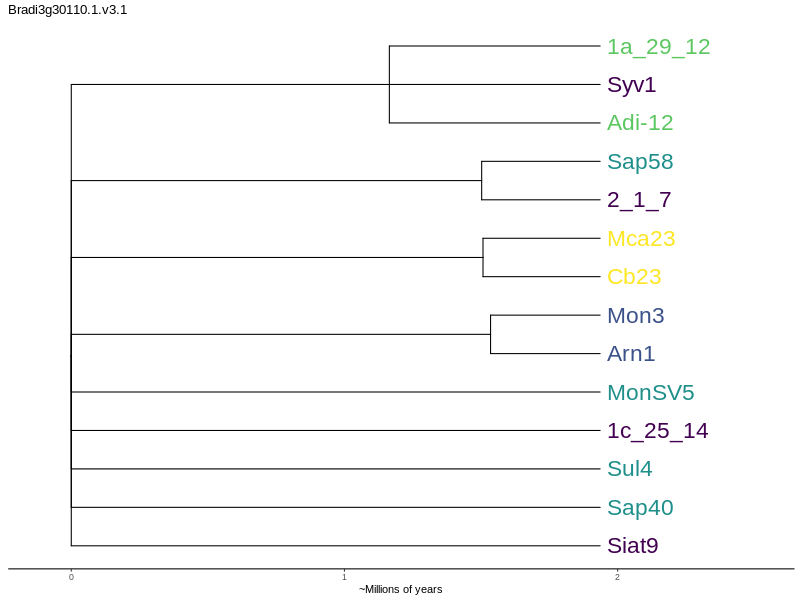 Bradi3g30110.1.v3.1
1a_29_12
Syv1
Adi-12
Sap58
2_1_7
Mca23
Cb23
Mon3
Arn1
MonSV5
1c_25_14
Sul4
Sap40
Siat9
0 1 2
~Millions of years